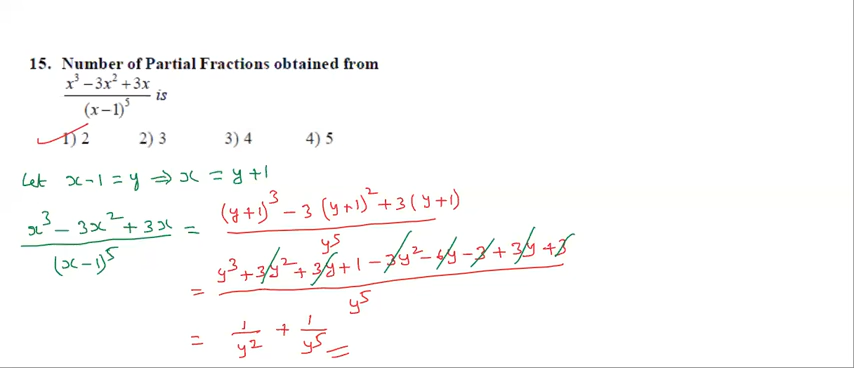 15. Number of Partial Fractions obtained from
(x³ − 3x² + 3x)/(x−1)⁵ is
1) 2 2) 3 3) 4 4) 5
Let x-1 = y ⇒ x = y+1
(x³ - 3x² + 3x)/(x-1)⁵ = ((y+1)³ - 3(y+1)² + 3(y+1))/y⁵
= (y³ + 3y² + 3y + 1 - 3y² - 6y - 3 + 3y + 3)/y⁵
= 1/y² + 1/y⁵